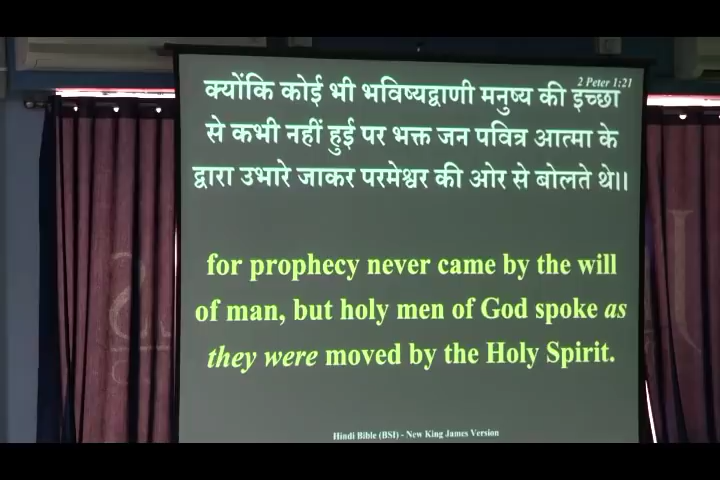 2 Peter 1:21
क्योंकि कोई भी भविष्यद्वाणी मनुष्य की इच्छा
से कभी नहीं हुई पर भक्त जन पवित्र आत्मा के
द्वारा उभारे जाकर परमेश्वर की ओर से बोलते थे।।
for prophecy never came by the will
of man, but holy men of God spoke as
they were moved by the Holy Spirit.
Hindi Bible (BSI) - New King James Version